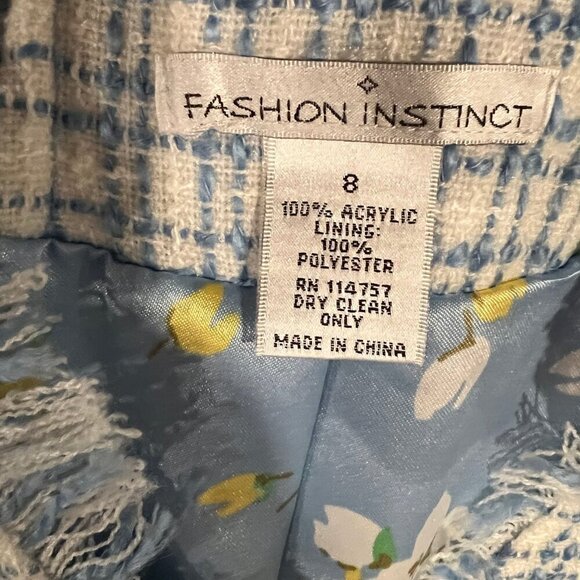 FASHION INSTINCT
8
100% ACRYLIC
LINING:
100%
POLYESTER
RN 114757
DRY CLEAN
ONLY
MADE IN CHINA